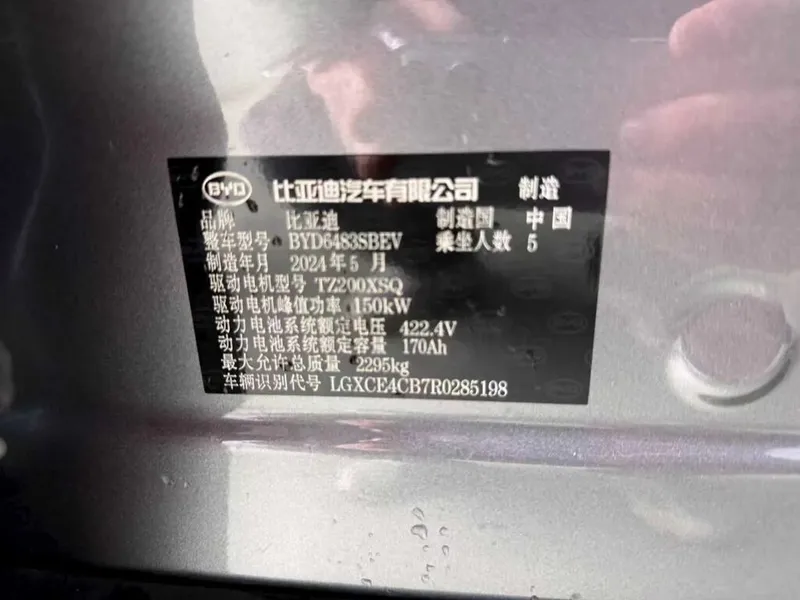 BYD 比亚迪汽车有限公司 制造
品牌 比亚迪 制造国 中国
整车型号 BYD6483SBEV 乘坐人数 5
制造年月 2024年5月
驱动电机型号 TZ200XSQ
驱动电机峰值功率 150kW
动力电池系统额定电压 422.4V
动力电池系统额定容量 170Ah
最大允许总质量 2295kg
车辆识别代号 LGXCE4CB7R0285198